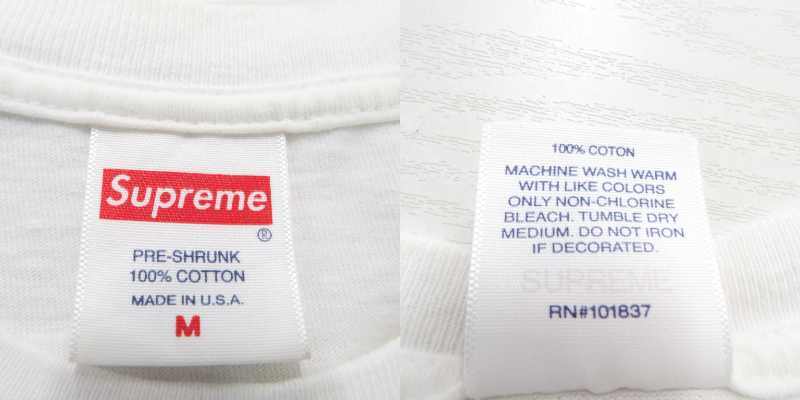 Supreme
®
PRE-SHRUNK
100% COTTON
MADE IN U.S.A.
M
100% COTON
MACHINE WASH WARM
WITH LIKE COLORS
ONLY NON-CHLORINE
BLEACH. TUMBLE DRY
MEDIUM. DO NOT IRON
IF DECORATED.
SUPREME
RN#101837